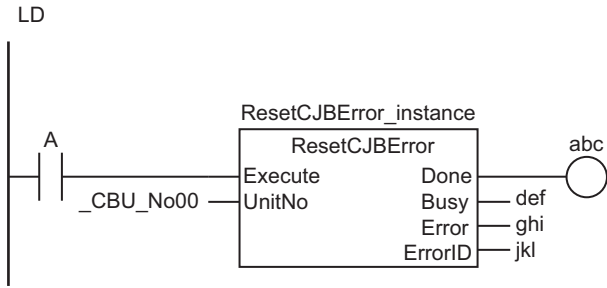 LD
A
ResetCJBError_instance
ResetCJBError
abc
Execute
Done
_CBU_No00
UnitNo
Busy
def
Error
ghi
ErrorID
jkl